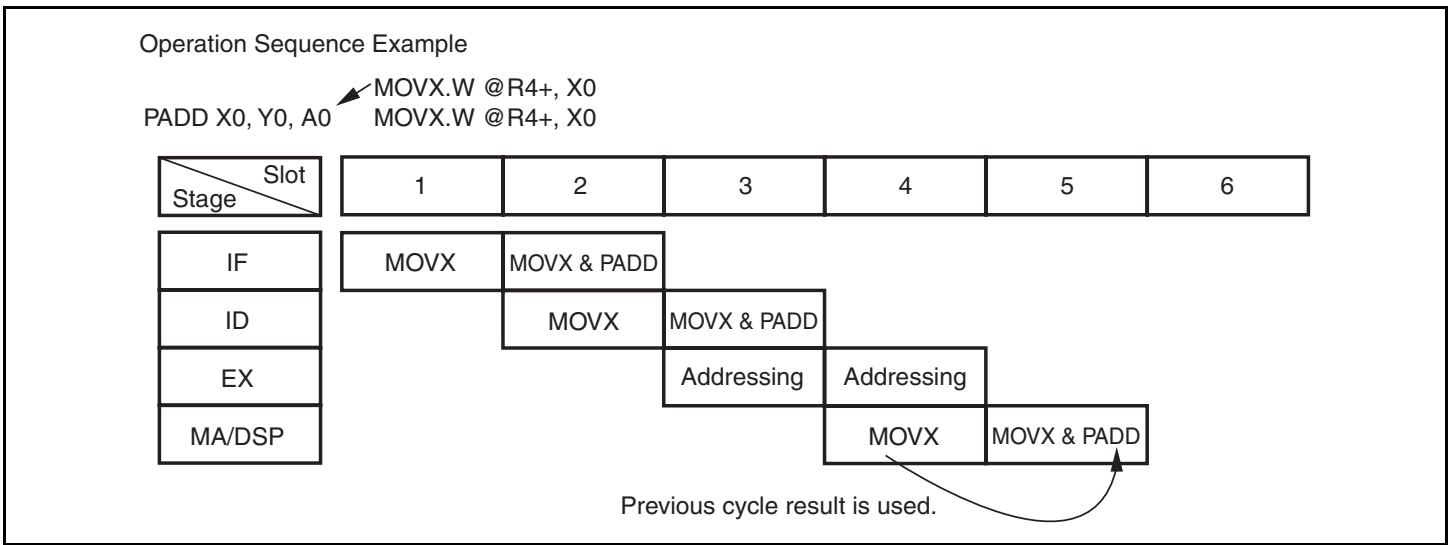 Operation Sequence Example
MOVX.W @R4+, X0
PADD X0, Y0, A0 MOVX.W @R4+, X0
Slot
Stage
1 2 3 4 5 6
IF MOVX MOVX & PADD
ID MOVX MOVX & PADD
EX Addressing Addressing
MA/DSP MOVX MOVX & PADD
Previous cycle result is used.